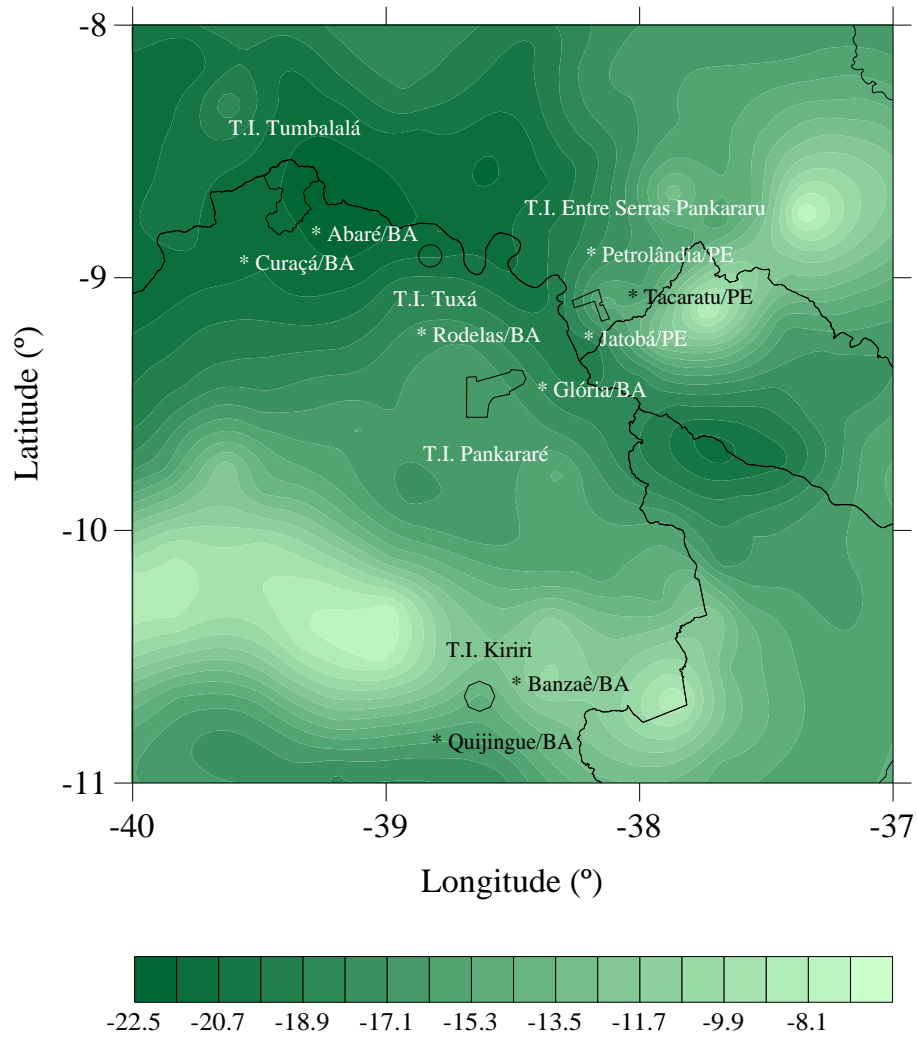 -8
T.I. Tumbalalá
T.I. Entre Serras Pankararu
* Abaré/BA
* Petrolândia/PE
* Curaçá/BA
-9
* Tacaratu/PE
T.I. Tuxá
* Rodelas/BA
* Jatobá/PE
Latitude (º)
* Glória/BA
T.I. Pankararé
-10
T.I. Kiriri
* Banzaê/BA
* Quijingue/BA
-11
-40 -39 -38 -37
Longitude (º)
-22.5 -20.7 -18.9 -17.1 -15.3 -13.5 -11.7 -9.9 -8.1